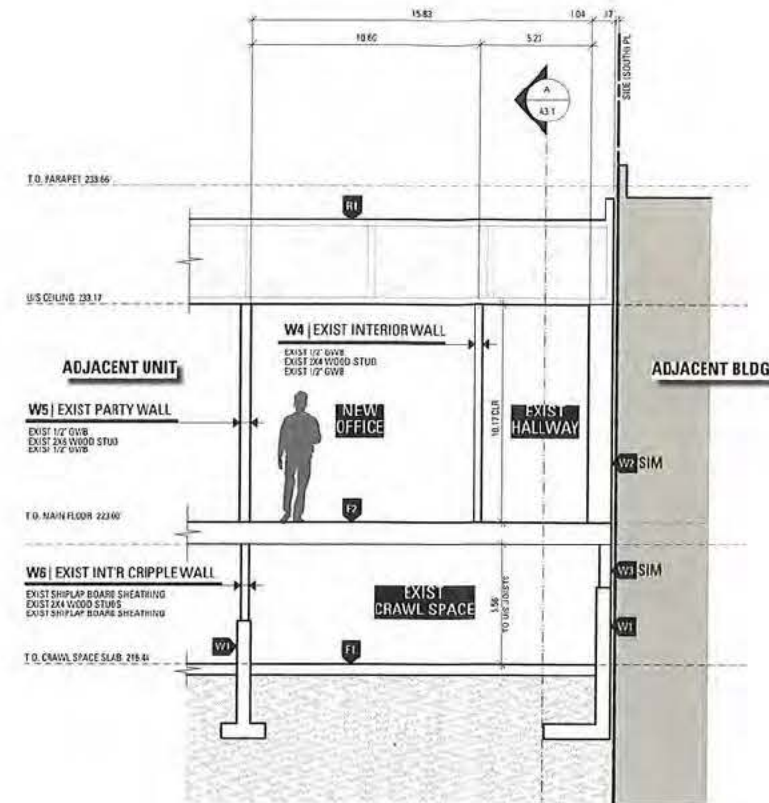 15.83
1.04
.17
10.60
5.21
SIDE (SOUTH) PL
A
A3.1
T.O. PARAPET 233.66
R1
U/S CEILING 233.17
W4 | EXIST INTERIOR WALL
EXIST 1/2" GWB
EXIST 2X4 WOOD STUD
EXIST 1/2" GWB
ADJACENT UNIT
ADJACENT BLDG
W5 | EXIST PARTY WALL
EXIST 1/2" GWB
EXIST 2X6 WOOD STUD
EXIST 1/2" GWB
NEW
OFFICE
10.17 CLR
EXIST
HALLWAY
W2 SIM
F2
T.O. MAIN FLOOR 223.00
W6 | EXIST INT'R CRIPPLE WALL
EXIST SHIPLAP BOARD SHEATHING
EXIST 2X4 WOOD STUDS
EXIST SHIPLAP BOARD SHEATHING
EXIST
CRAWL SPACE
5.56
TO U/S JOISTS
W3 SIM
W1
W1
F1
T.O. CRAWL SPACE SLAB